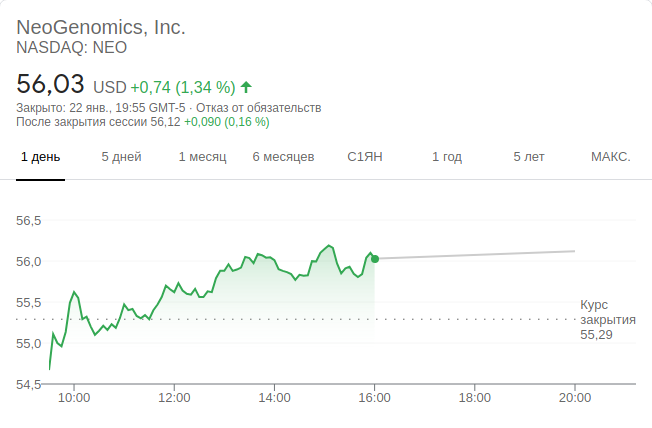 NeoGenomics, Inc.
NASDAQ: NEO
56,03 USD +0,74 (1,34 %)
Закрыто: 22 янв., 19:55 GMT-5 · Отказ от обязательств
После закрытия сессии 56,12 +0,090 (0,16 %)
1 день 5 дней 1 месяц 6 месяцев С1ЯН 1 год 5 лет МАКС.
56,5
56,0
55,5
55,0
54,5
Курс
закрытия
55,29
10:00 12:00 14:00 16:00 18:00 20:00